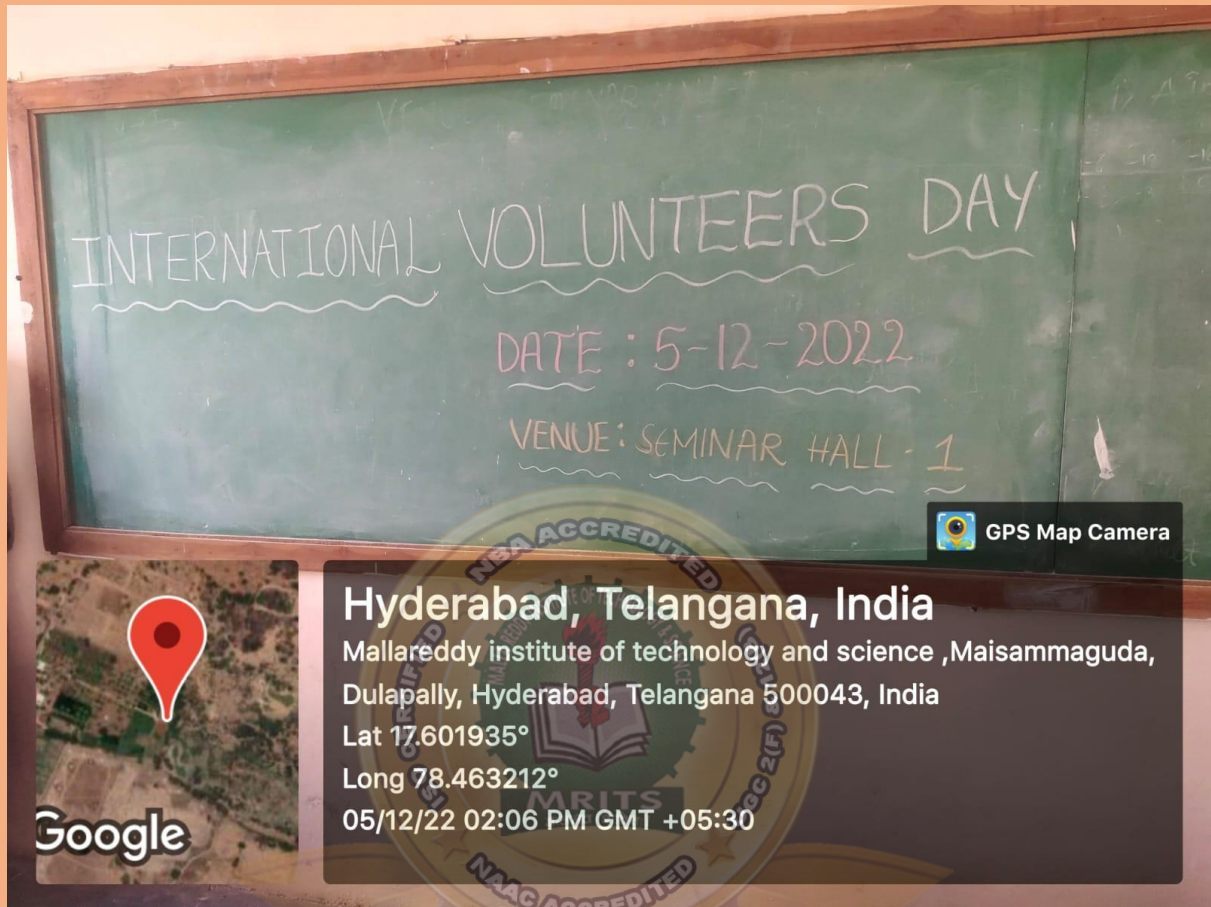 INTERNATIONAL VOLUNTEERS DAY
DATE : 5-12-2022
VENUE: SEMINAR HALL - 1
GPS Map Camera
Hyderabad, Telangana, India
Mallareddy institute of technology and science ,Maisammaguda,
Dulapally, Hyderabad, Telangana 500043, India
Lat 17.601935°
Long 78.463212°
05/12/22 02:06 PM GMT +05:30
Google
NBA ACCREDITED
UGC 2(F)
MRITS
NAAC ACCREDITED